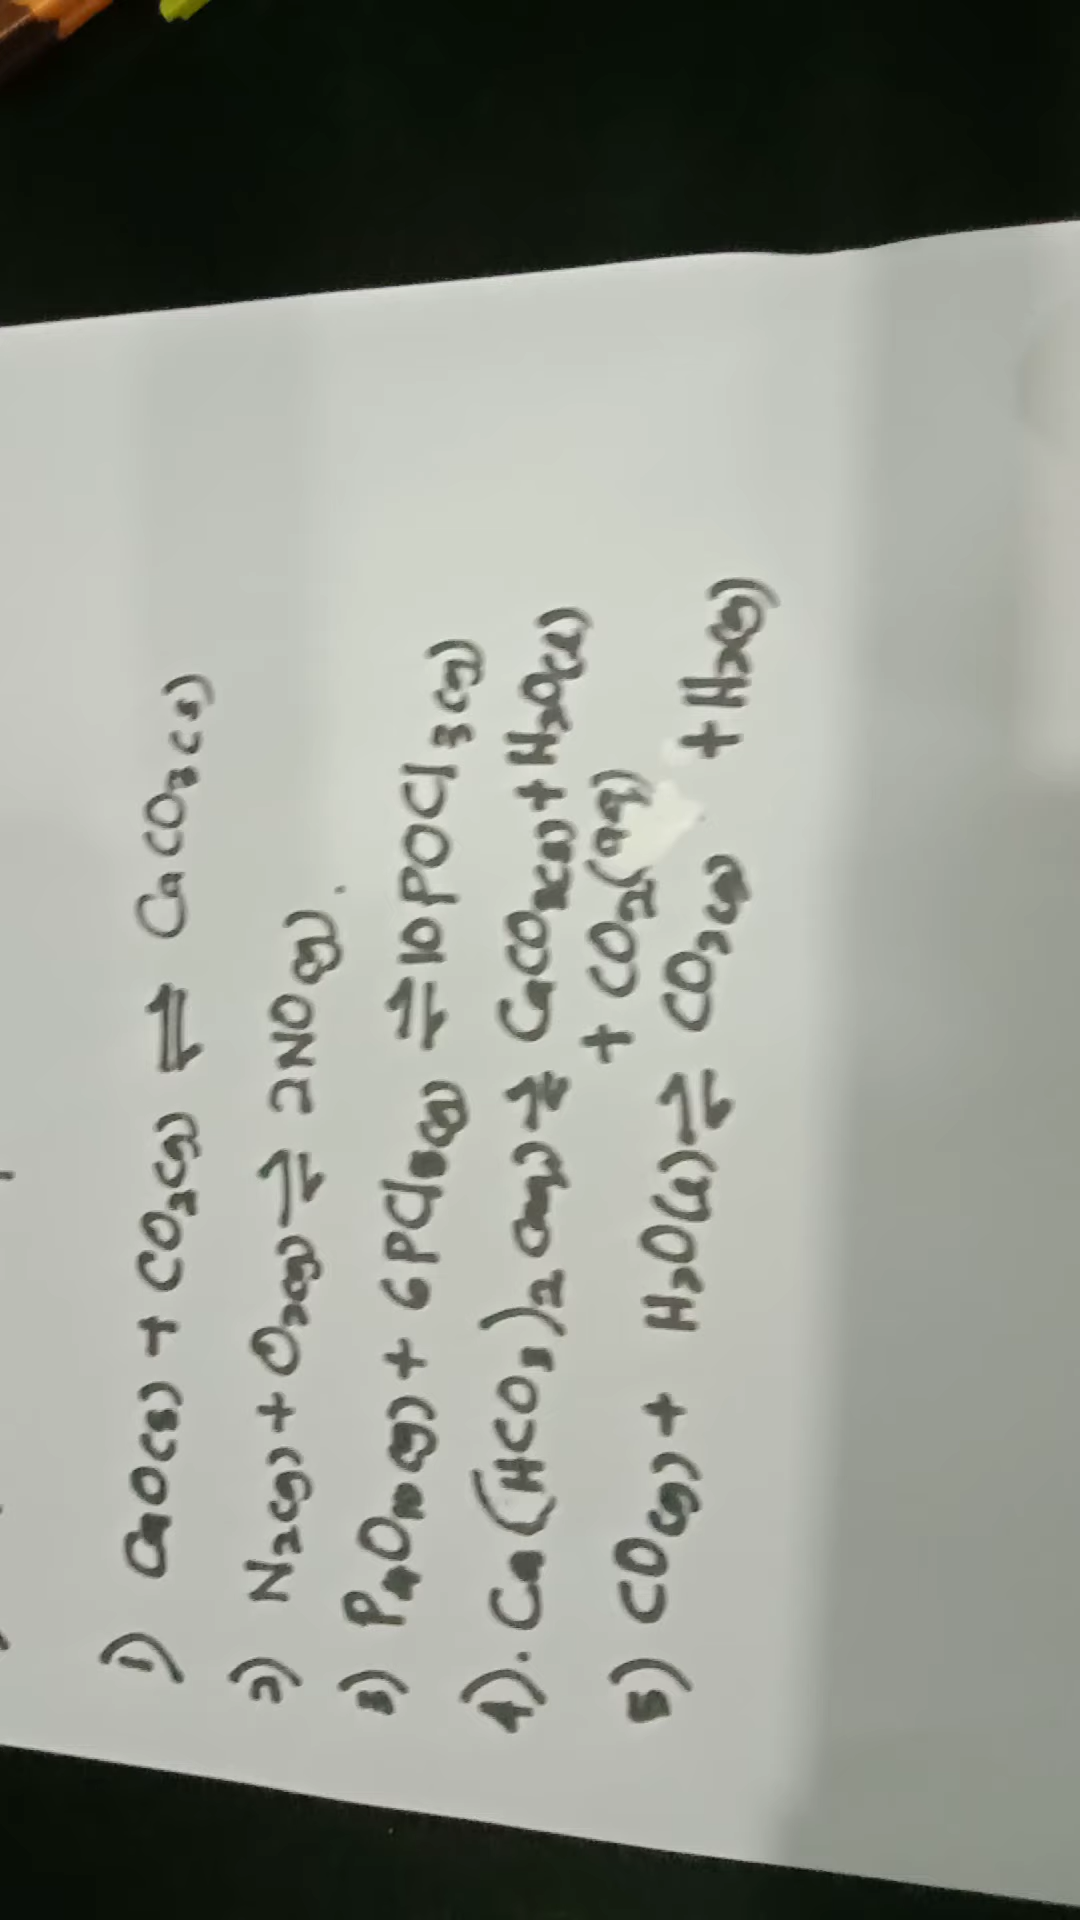 1) CaO(s) + CO2(g) ⇌ CaCO3(s)
2) N2(g) + O2(g) ⇌ 2NO(g).
3) P4O10(g) + 6PCl5(g) ⇌ 10POCl3(g)
4). Ca(HCO3)2(aq) ⇌ CaCO3(s) + H2O(l)
+ CO2(aq)
5) CO(g) + H2O(l) ⇌ CO2(g) + H2(g)